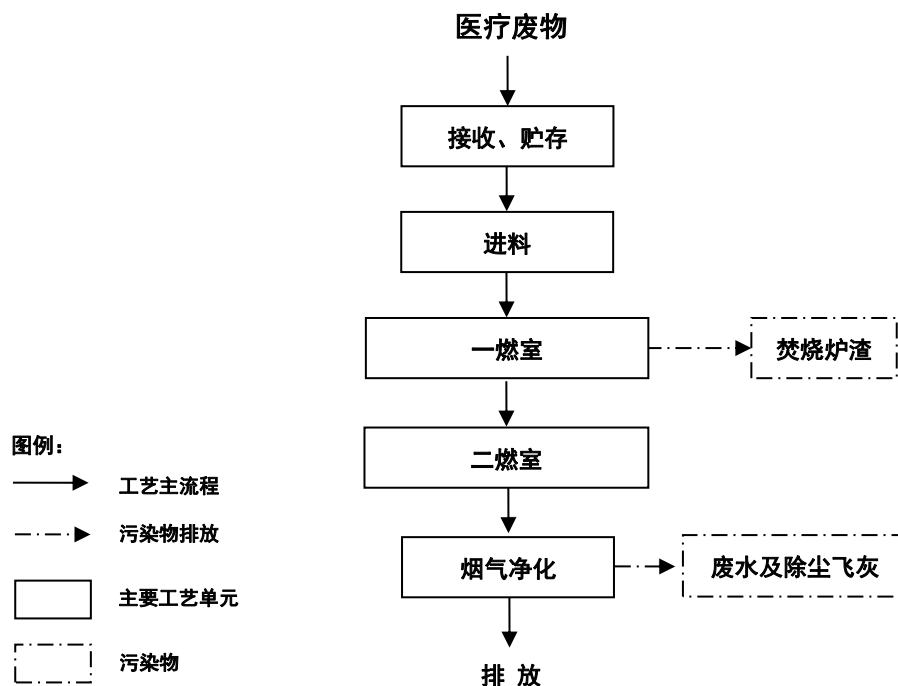 医疗废物
接收、贮存
进料
一燃室
焚烧炉渣
二燃室
烟气净化
废水及除尘飞灰
排 放
图例：
工艺主流程
污染物排放
主要工艺单元
污染物